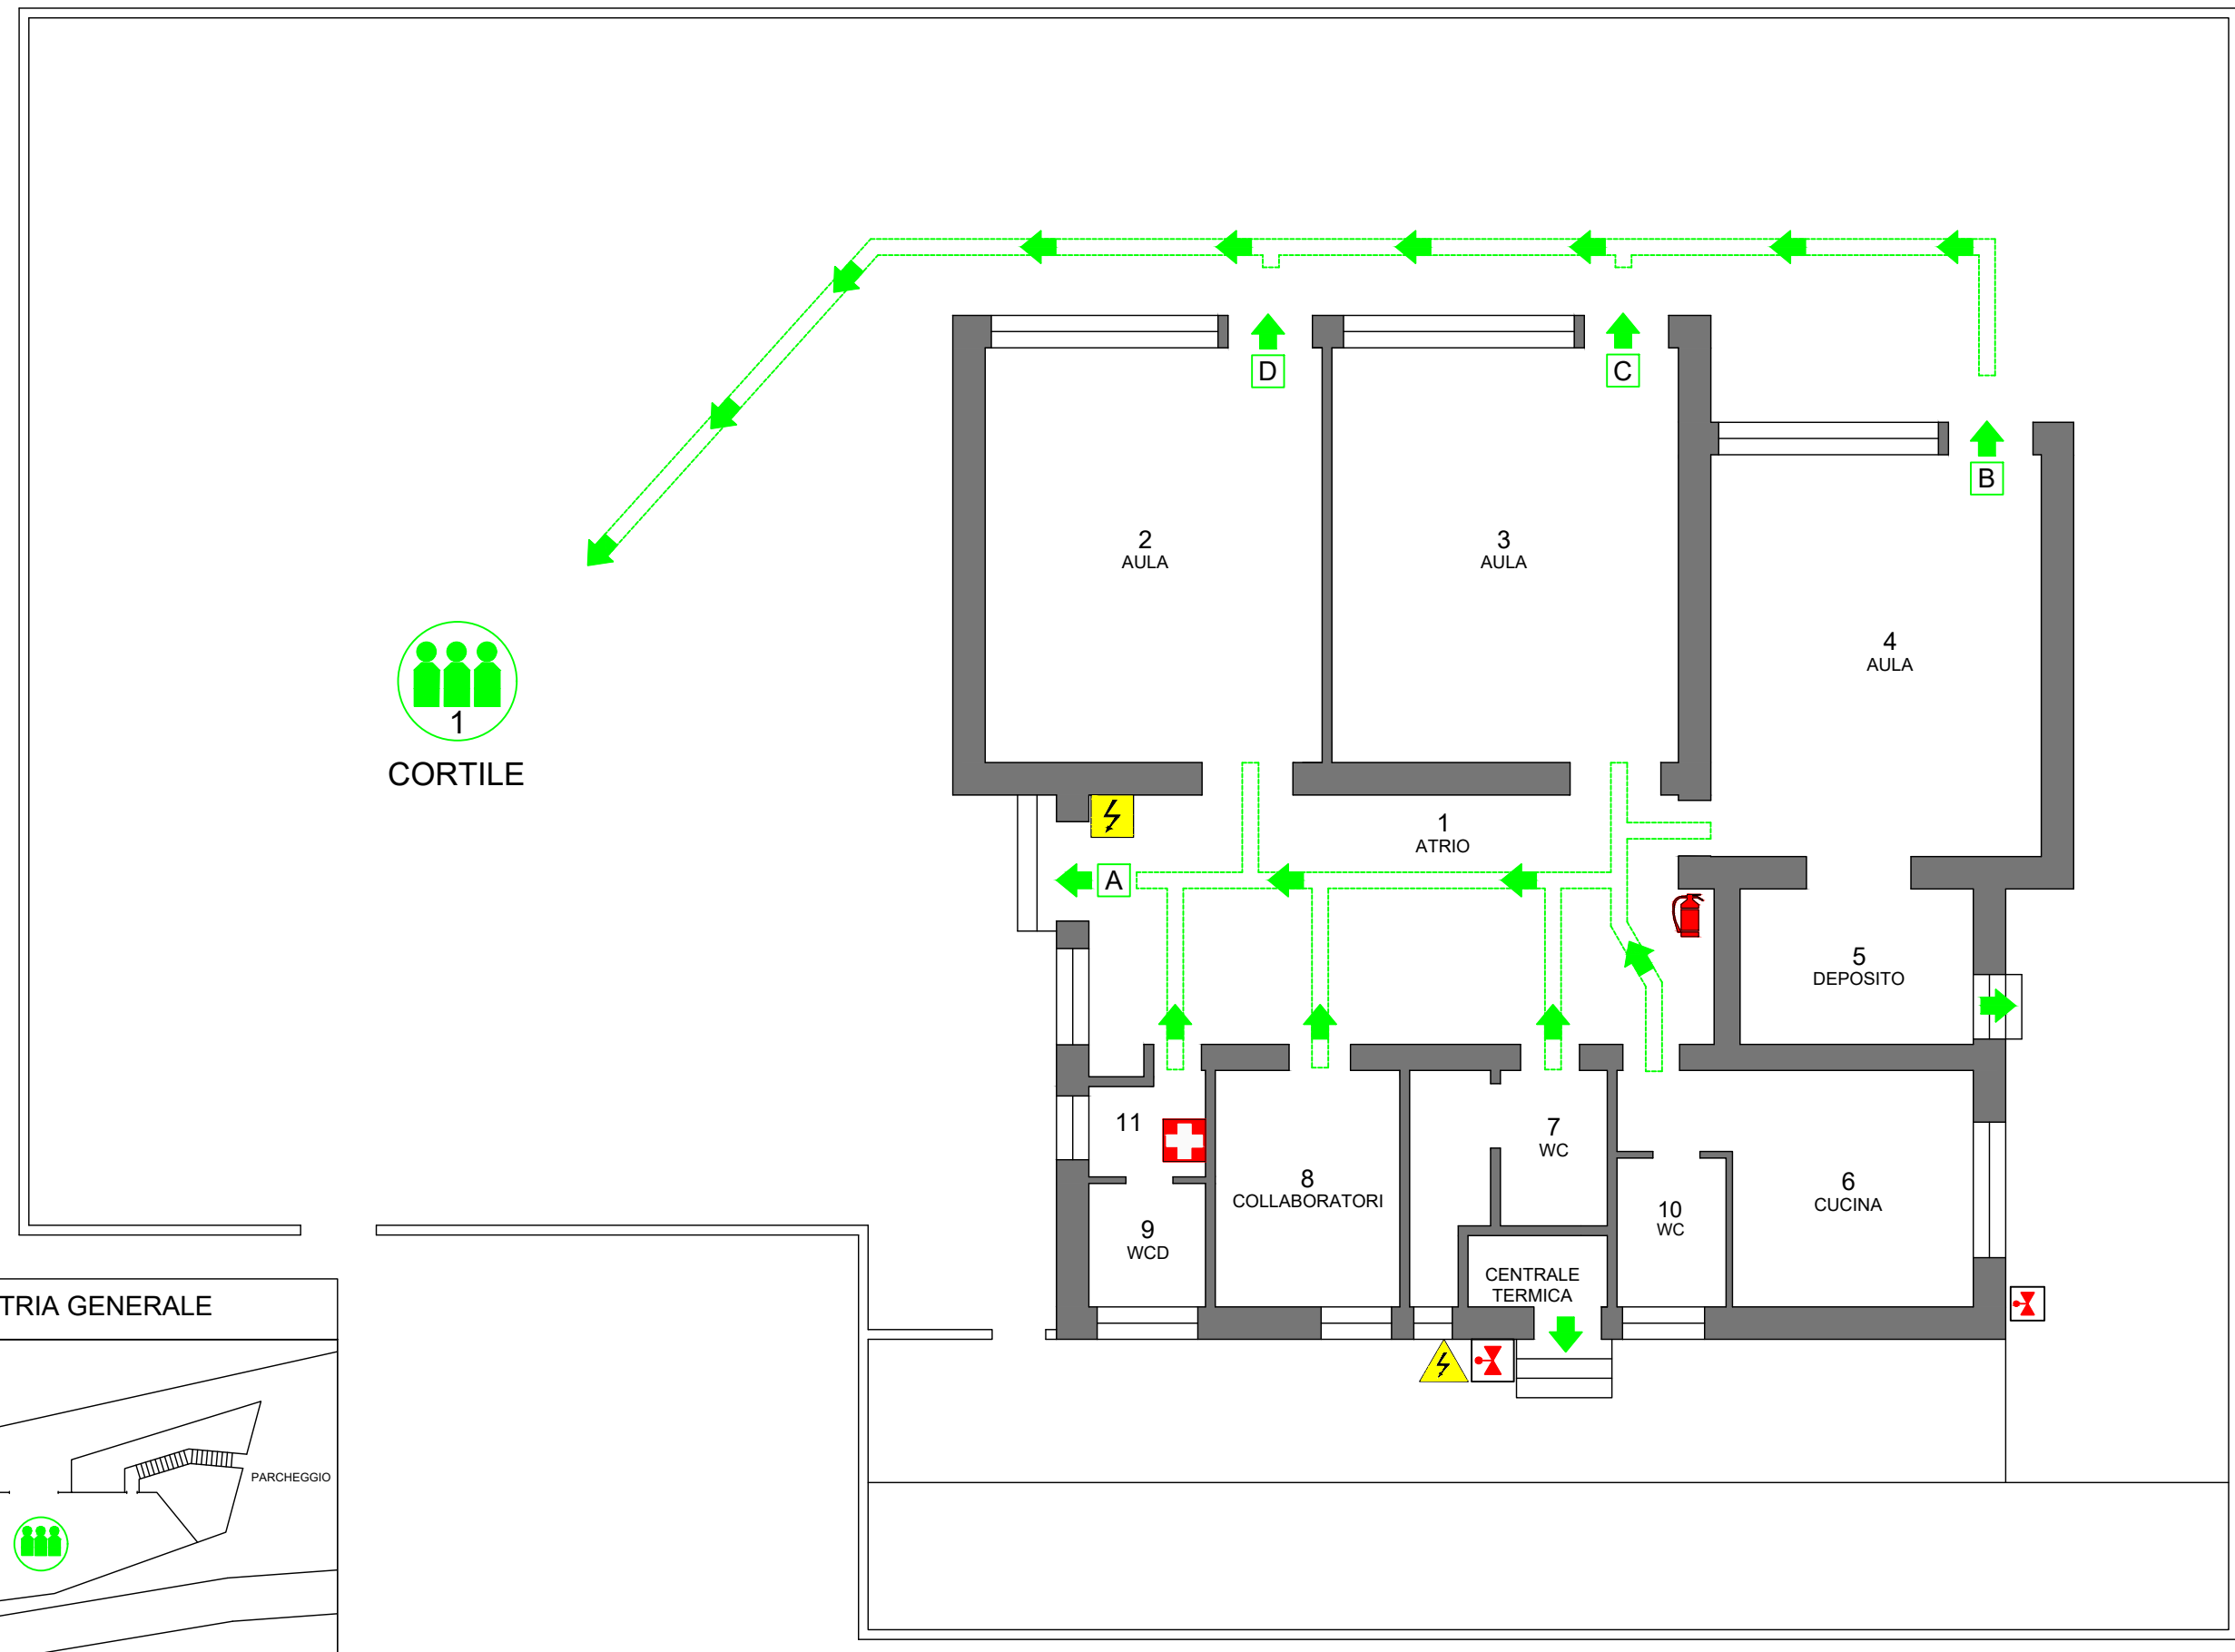 D
C
B
2
AULA
3
AULA
4
AULA
1
CORTILE
1
ATRIO
A
5
DEPOSITO
11
7
WC
8
COLLABORATORI
6
CUCINA
10
WC
9
WCD
CENTRALE
TERMICA
TRIA GENERALE
PARCHEGGIO